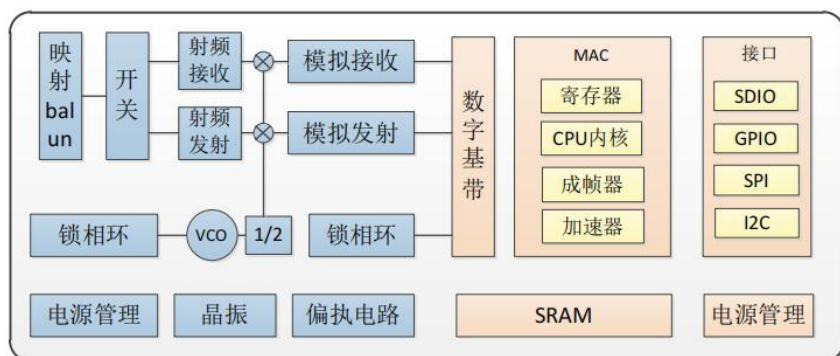 映
射
bal
un
开
关
射频
接收
射频
发射
模拟接收
模拟发射
数
字
基
带
锁相环
VCO
1/2
锁相环
电源管理
晶振
偏执电路
MAC
寄存器
CPU内核
成帧器
加速器
接口
SDIO
GPIO
SPI
I2C
SRAM
电源管理